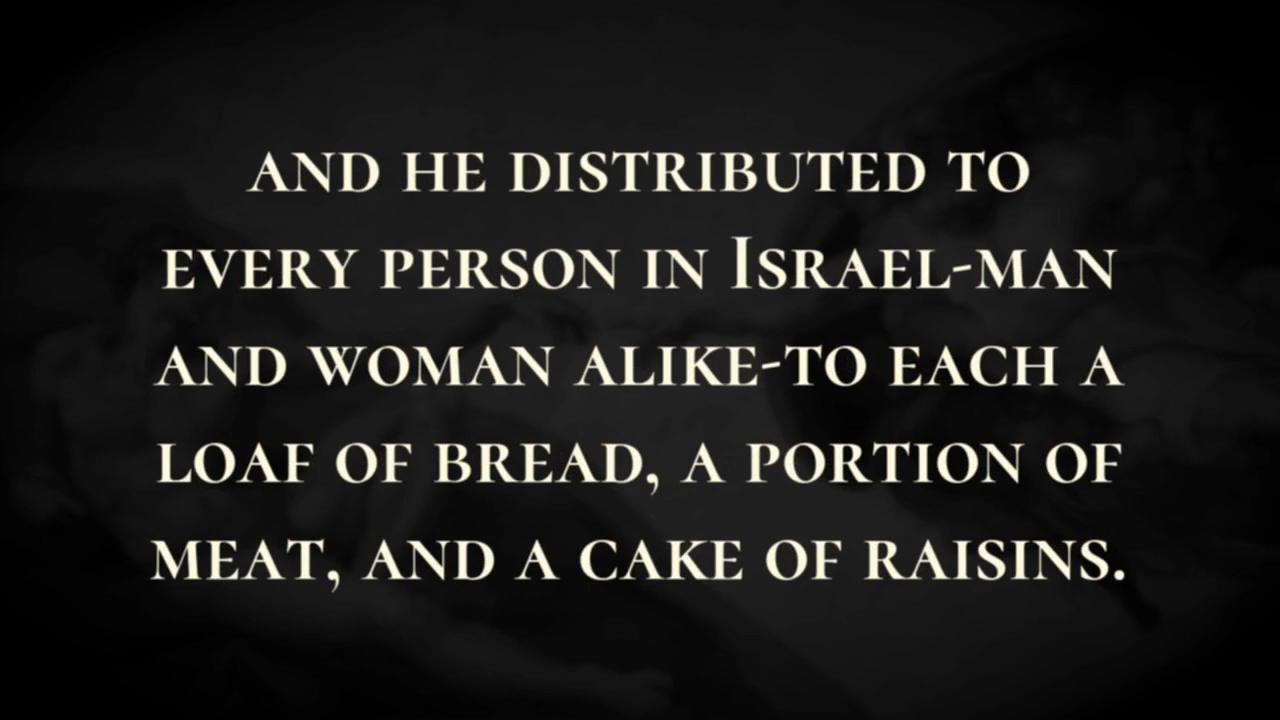 and he distributed to
every person in Israel-man
and woman alike-to each a
loaf of bread, a portion of
meat, and a cake of raisins.